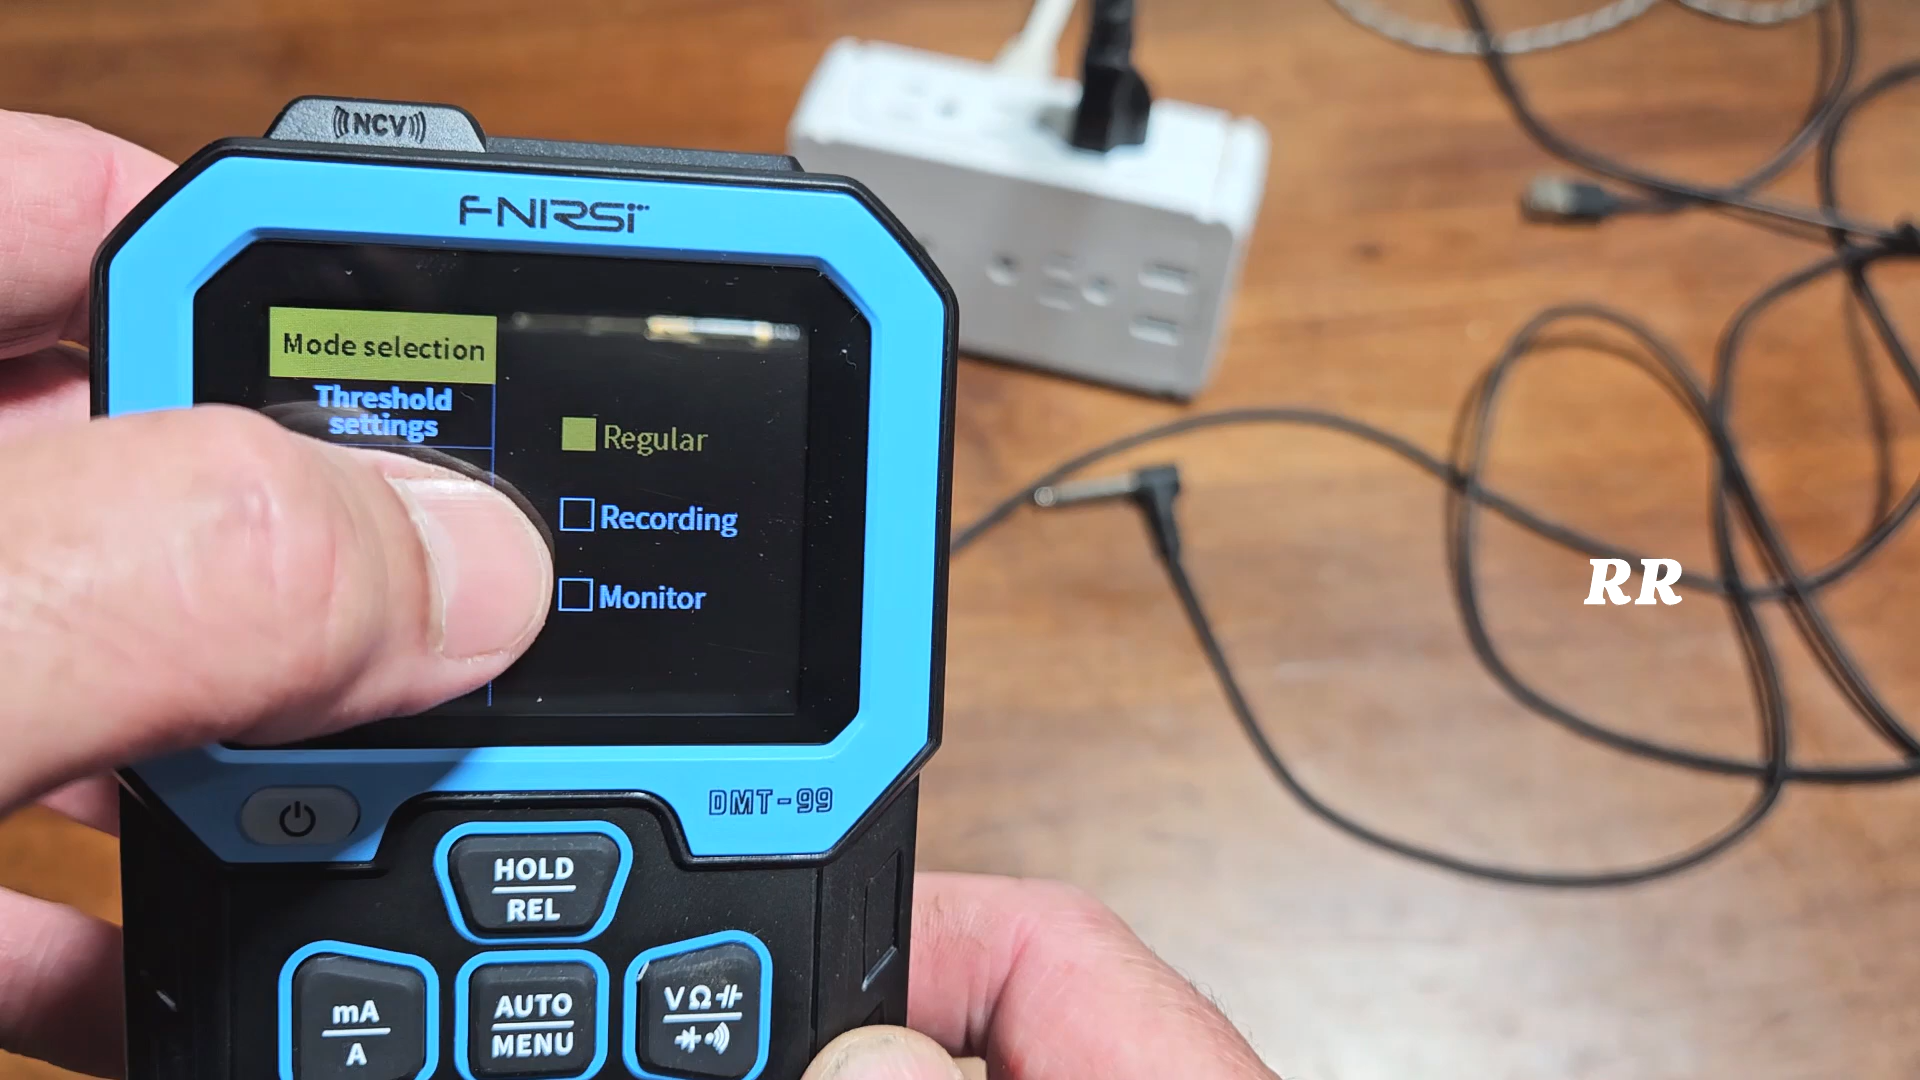 NCV
FNIRSI
Mode selection
Threshold
settings
Regular
Recording
Monitor
RR
DMT-99
HOLD
REL
mA
A
AUTO
MENU
VΩ